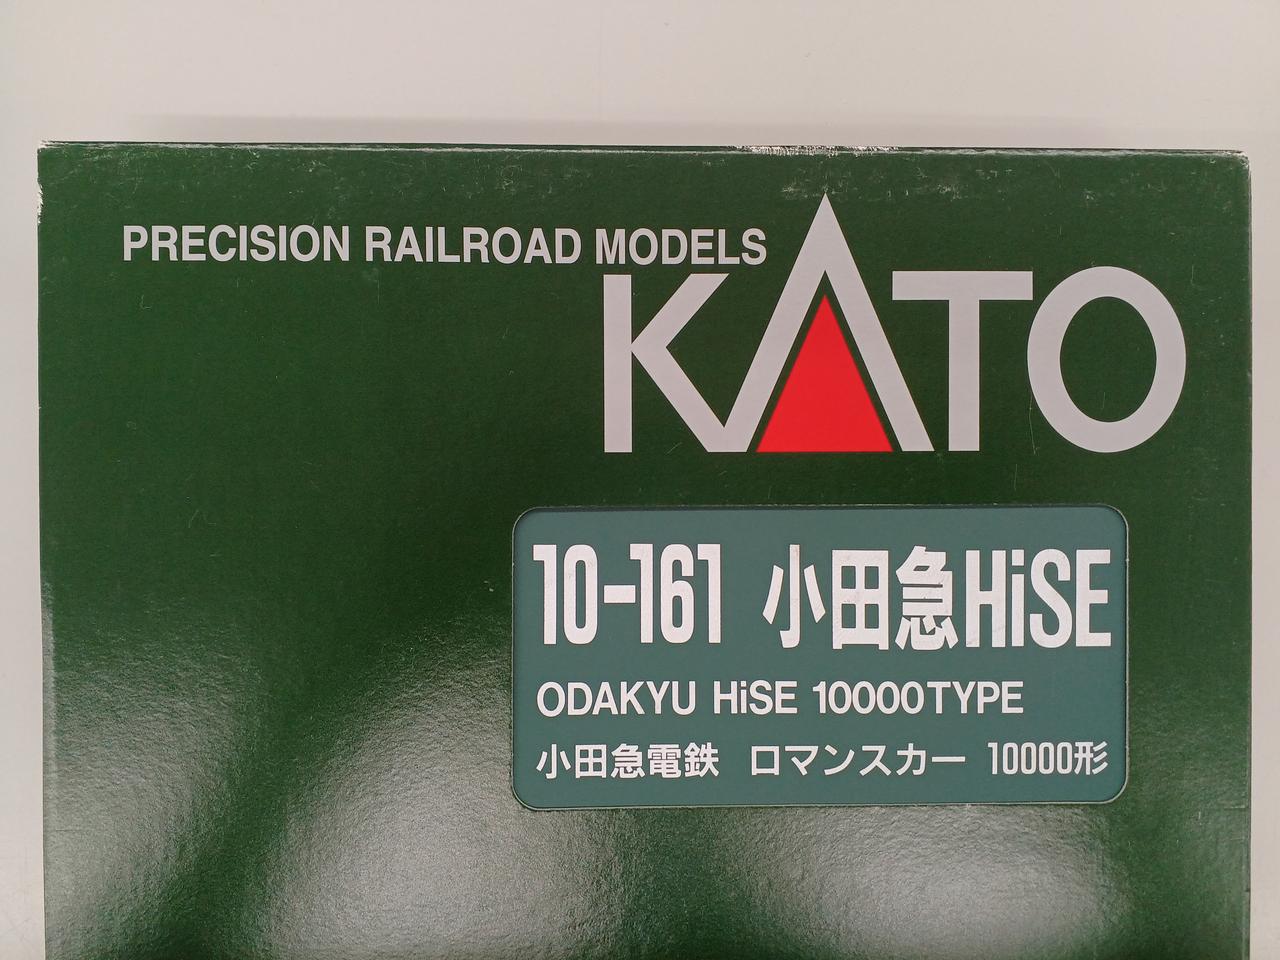 PRECISION RAILROAD MODELS
KATO
10-161 小田急HiSE
ODAKYU HiSE 10000TYPE
小田急電鉄 ロマンスカー 10000形